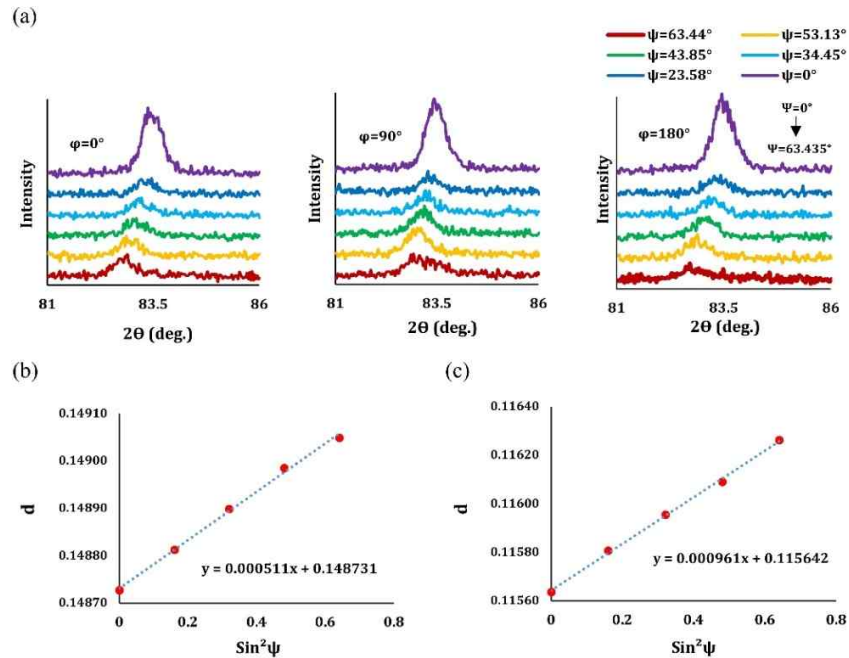 (a)
ψ=63.44° ψ=53.13°
ψ=43.85° ψ=34.45°
ψ=23.58° ψ=0°
φ=0°
φ=90°
φ=180°
Ψ=0°
Ψ=63.435°
Intensity
Intensity
Intensity
81 83.5 86
81 83.5 86
81 83.5 86
2Θ (deg.)
2Θ (deg.)
2Θ (deg.)
(b)
0.14910
0.14900
0.14890
0.14880
0.14870
d
y = 0.000511x + 0.148731
0 0.2 0.4 0.6 0.8
Sin²ψ
(c)
0.11640
0.11620
0.11600
0.11580
0.11560
d
y = 0.000961x + 0.115642
0 0.2 0.4 0.6 0.8
Sin²ψ